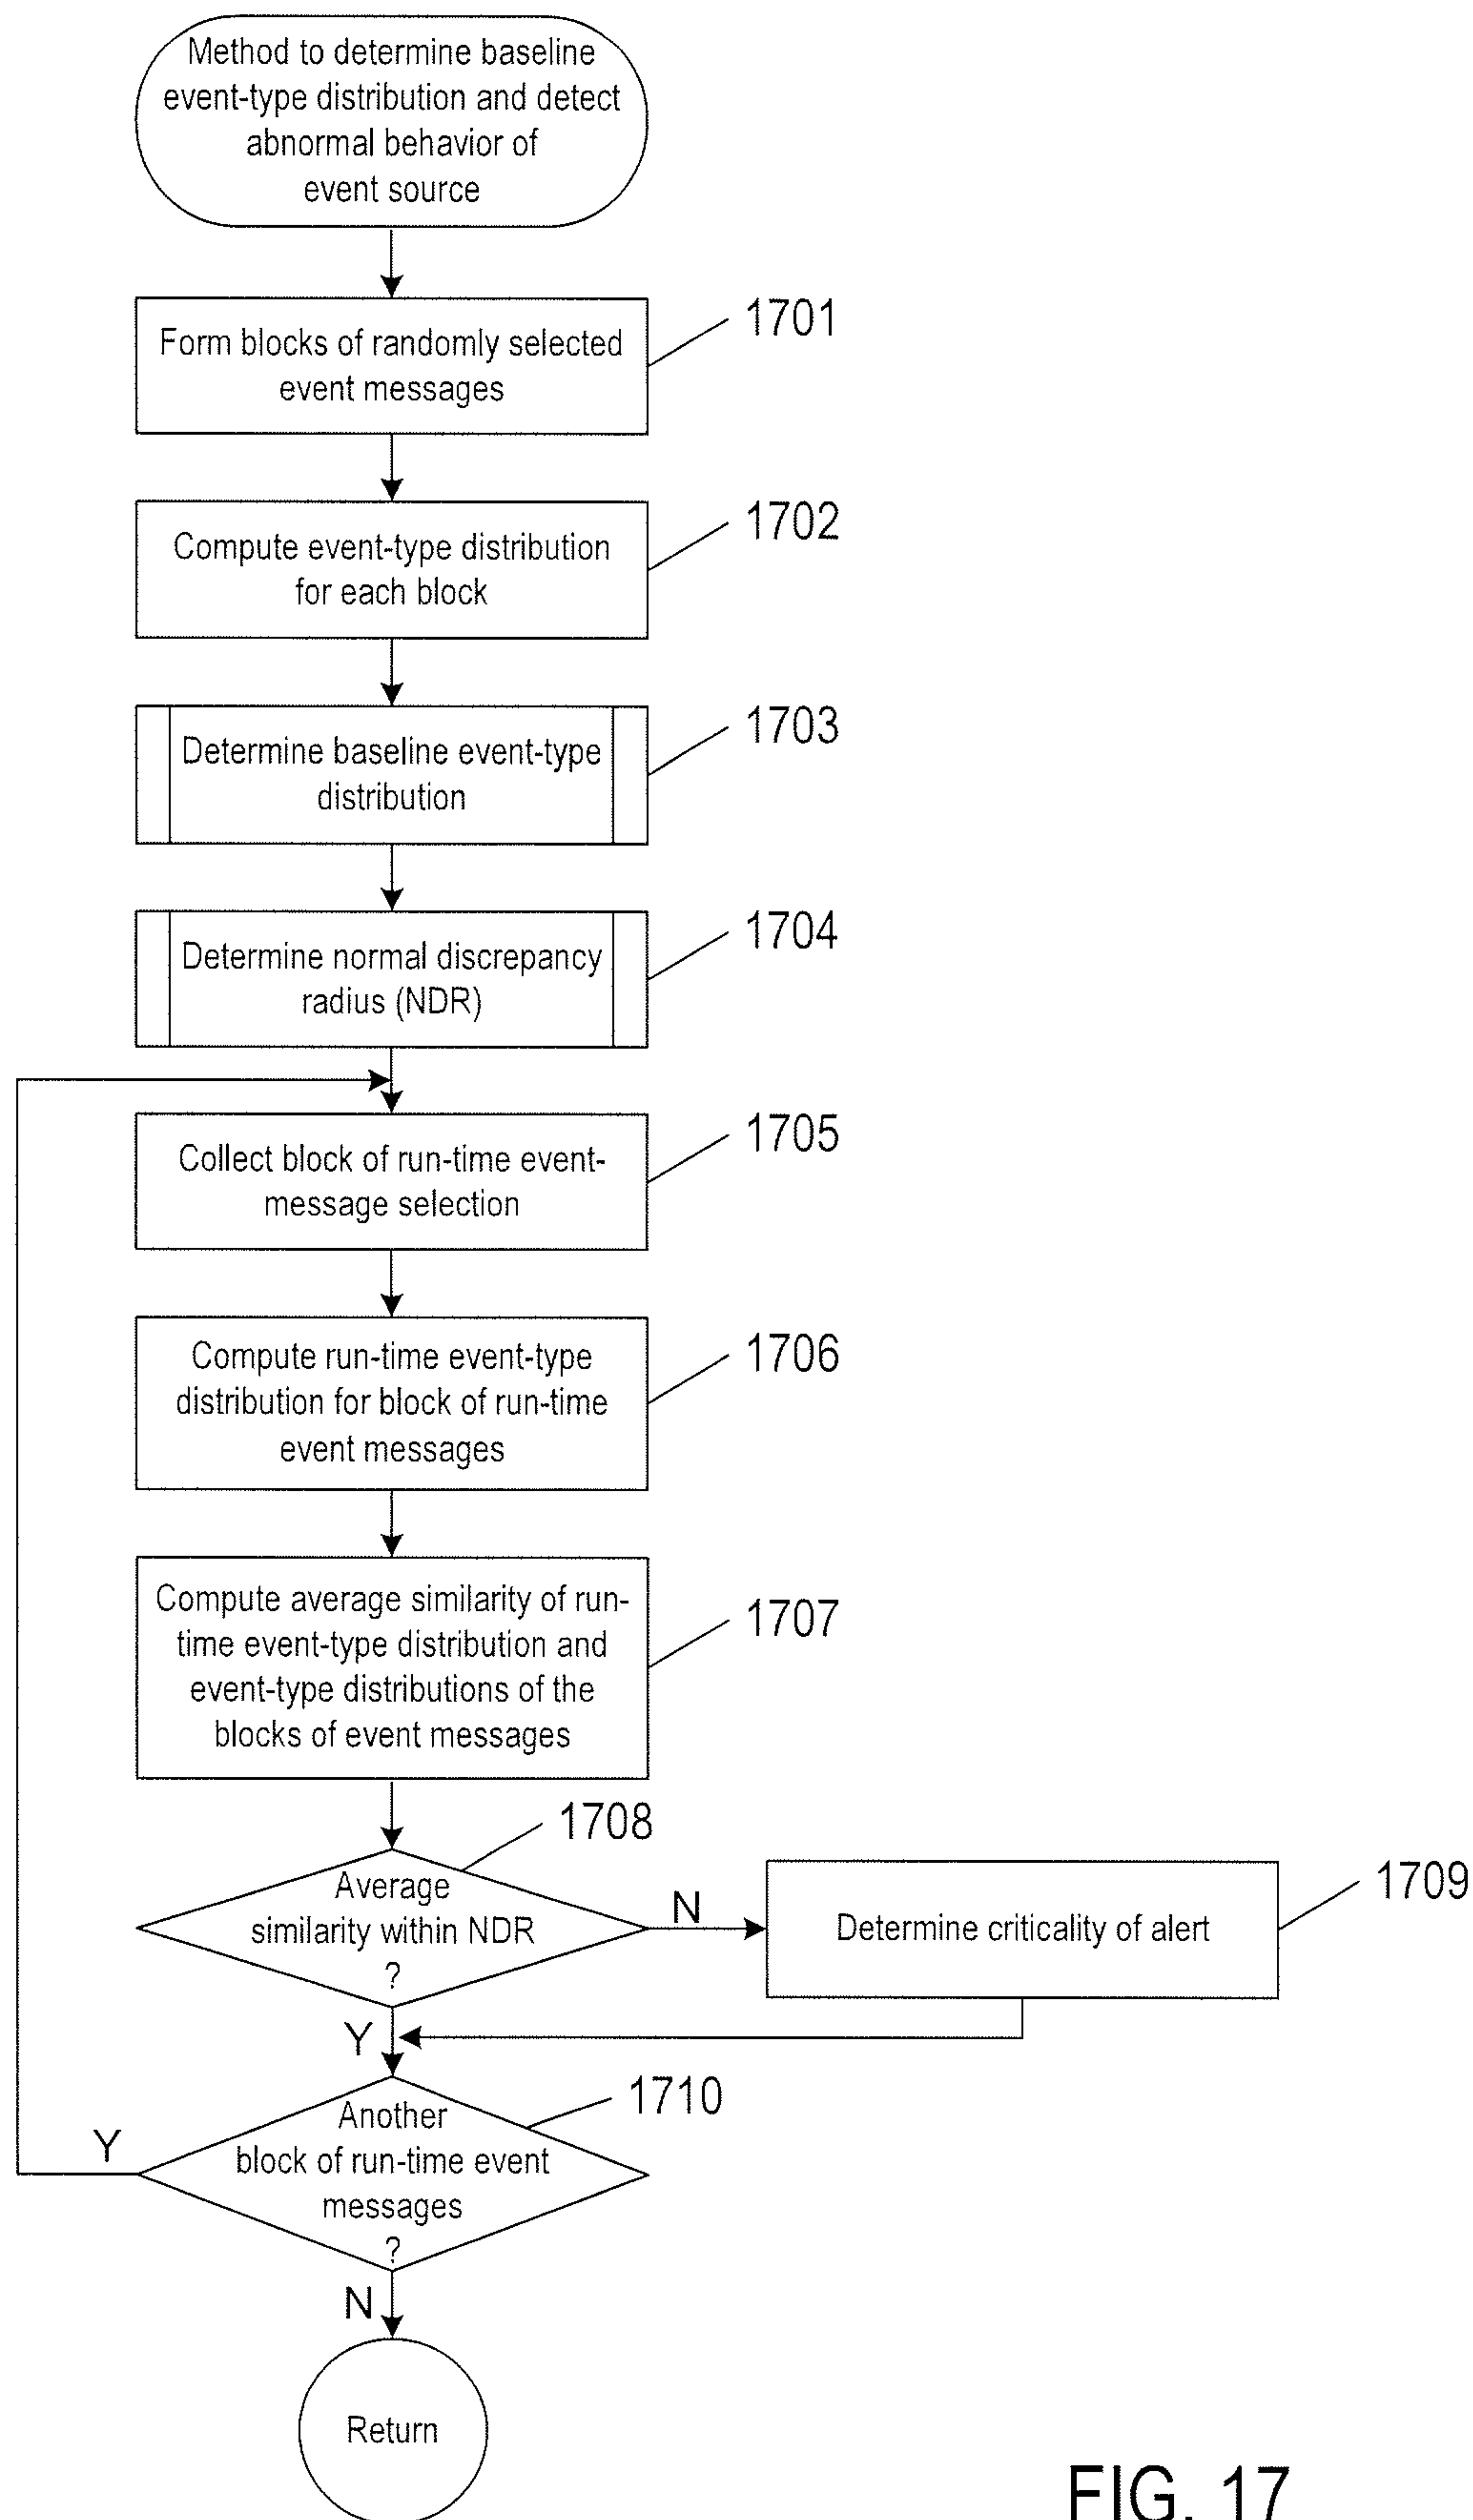 Method to determine baseline
event-type distribution and detect
abnormal behavior of
event source
Form blocks of randomly selected
event messages
1701
Compute event-type distribution
for each block
1702
Determine baseline event-type
distribution
1703
Determine normal discrepancy
radius (NDR)
1704
Collect block of run-time event-
message selection
1705
Compute run-time event-type
distribution for block of run-time
event messages
1706
Compute average similarity of run-
time event-type distribution and
event-type distributions of the
blocks of event messages
1707
Average
similarity within NDR
?
1708
N
Determine criticality of alert
1709
Y
Another
block of run-time event
messages
?
1710
Y
N
Return
FIG. 17